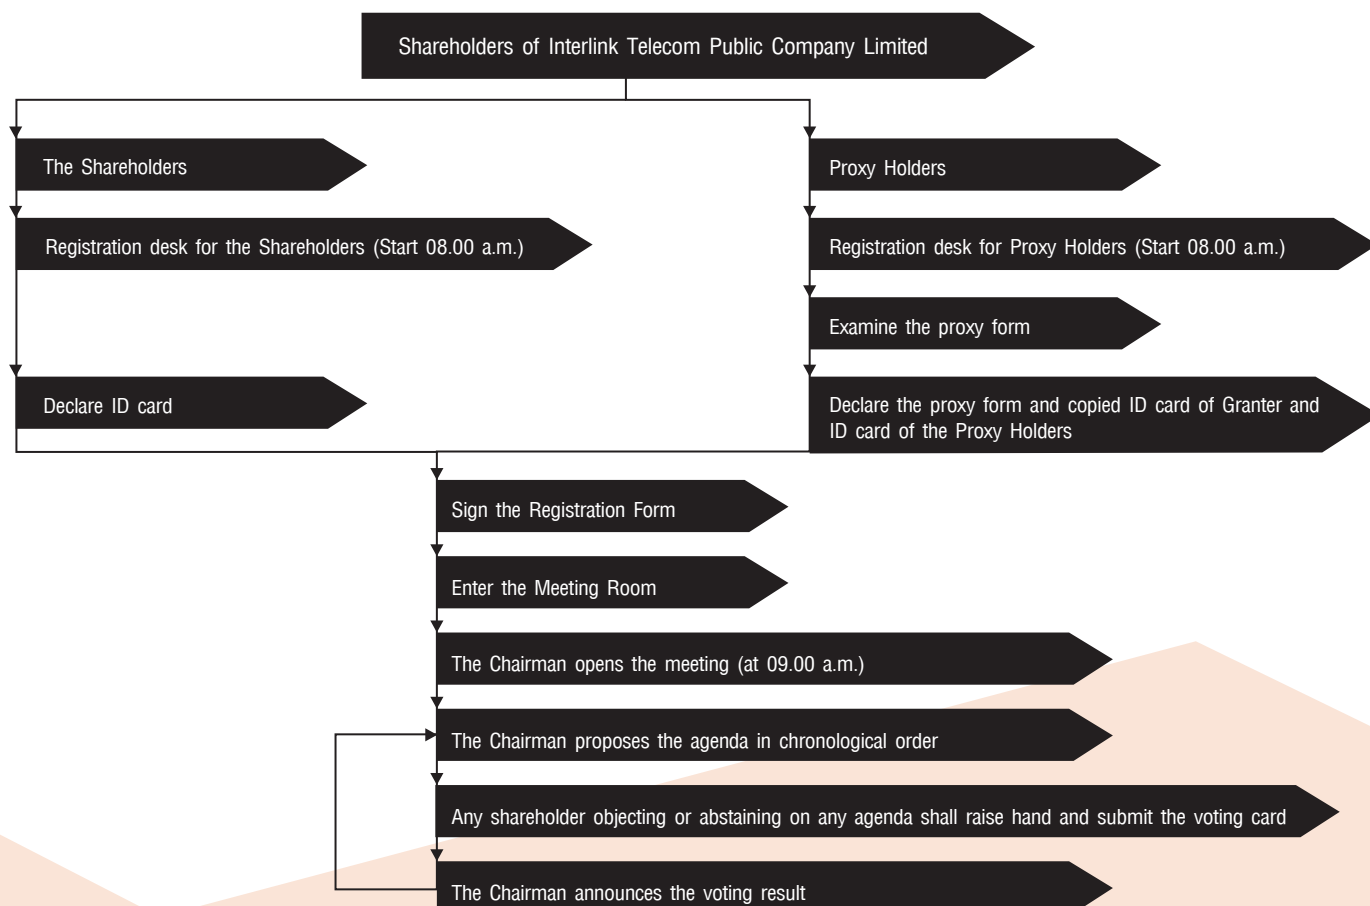 Shareholders of Interlink Telecom Public Company Limited
The Shareholders
Proxy Holders
Registration desk for the Shareholders (Start 08.00 a.m.)
Registration desk for Proxy Holders (Start 08.00 a.m.)
Examine the proxy form
Declare ID card
Declare the proxy form and copied ID card of Granter and
ID card of the Proxy Holders
Sign the Registration Form
Enter the Meeting Room
The Chairman opens the meeting (at 09.00 a.m.)
The Chairman proposes the agenda in chronological order
Any shareholder objecting or abstaining on any agenda shall raise hand and submit the voting card
The Chairman announces the voting result